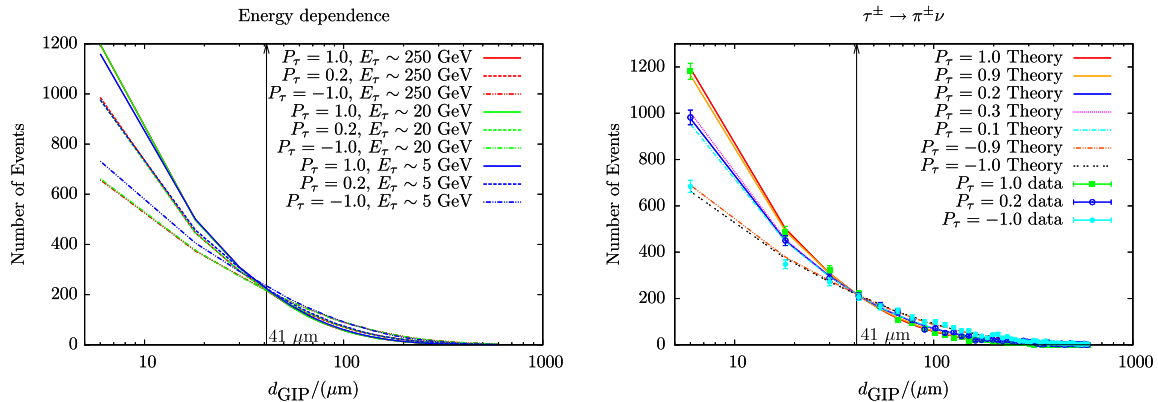 Energy dependence
Number of Events
1200
1000
800
600
400
200
0
P_τ = 1.0, E_τ ∼ 250 GeV
P_τ = 0.2, E_τ ∼ 250 GeV
P_τ = −1.0, E_τ ∼ 250 GeV
P_τ = 1.0, E_τ ∼ 20 GeV
P_τ = 0.2, E_τ ∼ 20 GeV
P_τ = −1.0, E_τ ∼ 20 GeV
P_τ = 1.0, E_τ ∼ 5 GeV
P_τ = 0.2, E_τ ∼ 5 GeV
P_τ = −1.0, E_τ ∼ 5 GeV
41 μm
10 100 1000
d_GIP/(μm)
τ^± → π^± ν
Number of Events
1200
1000
800
600
400
200
0
P_τ = 1.0 Theory
P_τ = 0.9 Theory
P_τ = 0.2 Theory
P_τ = 0.3 Theory
P_τ = 0.1 Theory
P_τ = −0.9 Theory
P_τ = −1.0 Theory
P_τ = 1.0 data
P_τ = 0.2 data
P_τ = −1.0 data
41 μm
10 100 1000
d_GIP/(μm)